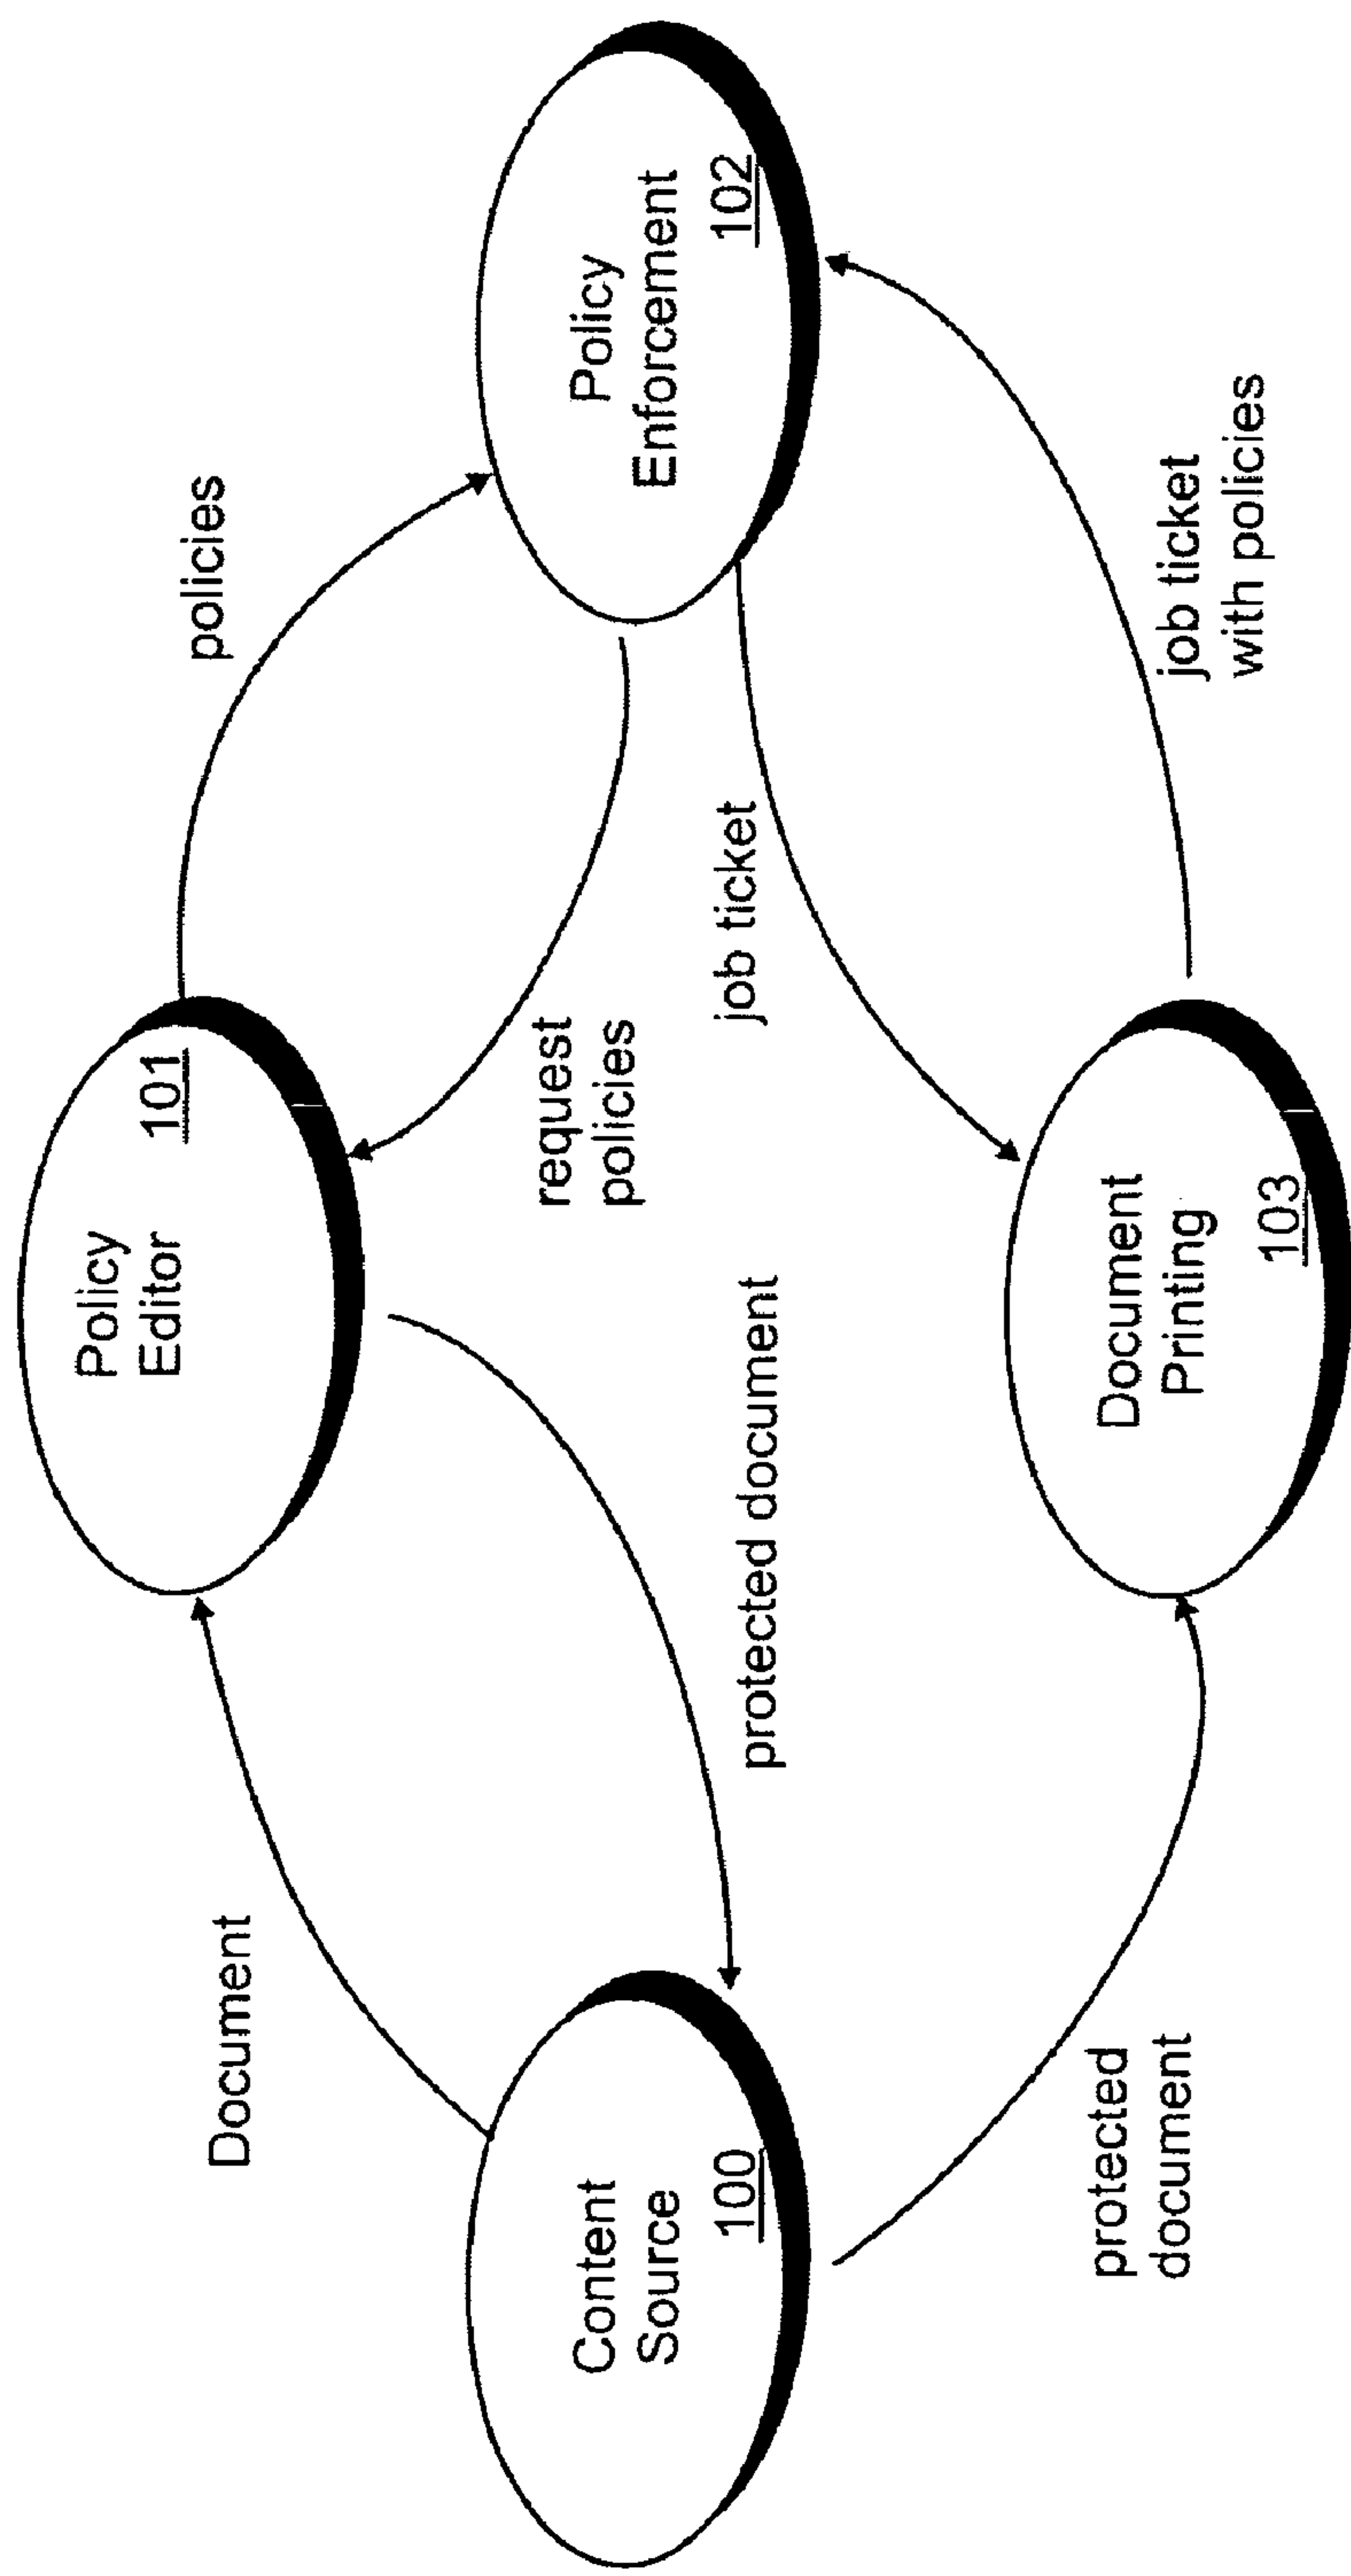 Document
Policy
Editor
101
policies
Content
Source
100
protected document
request
policies
job ticket
Policy
Enforcement
102
protected
document
Document
Printing
103
job ticket
with policies